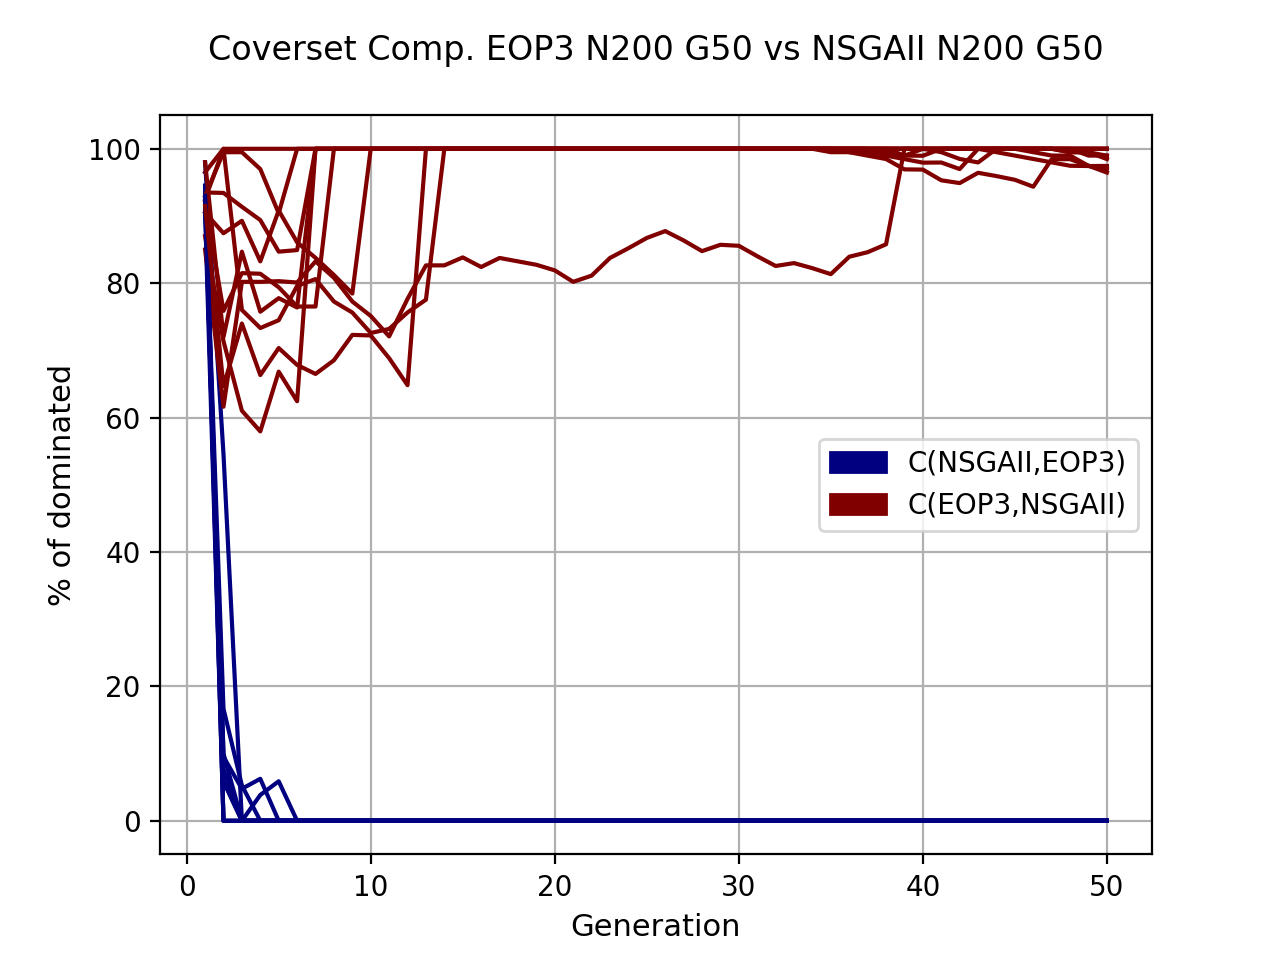 Coverset Comp. EOP3 N200 G50 vs NSGAII N200 G50
100
80
60
40
20
0
% of dominated
C(NSGAII,EOP3)
C(EOP3,NSGAII)
0 10 20 30 40 50
Generation